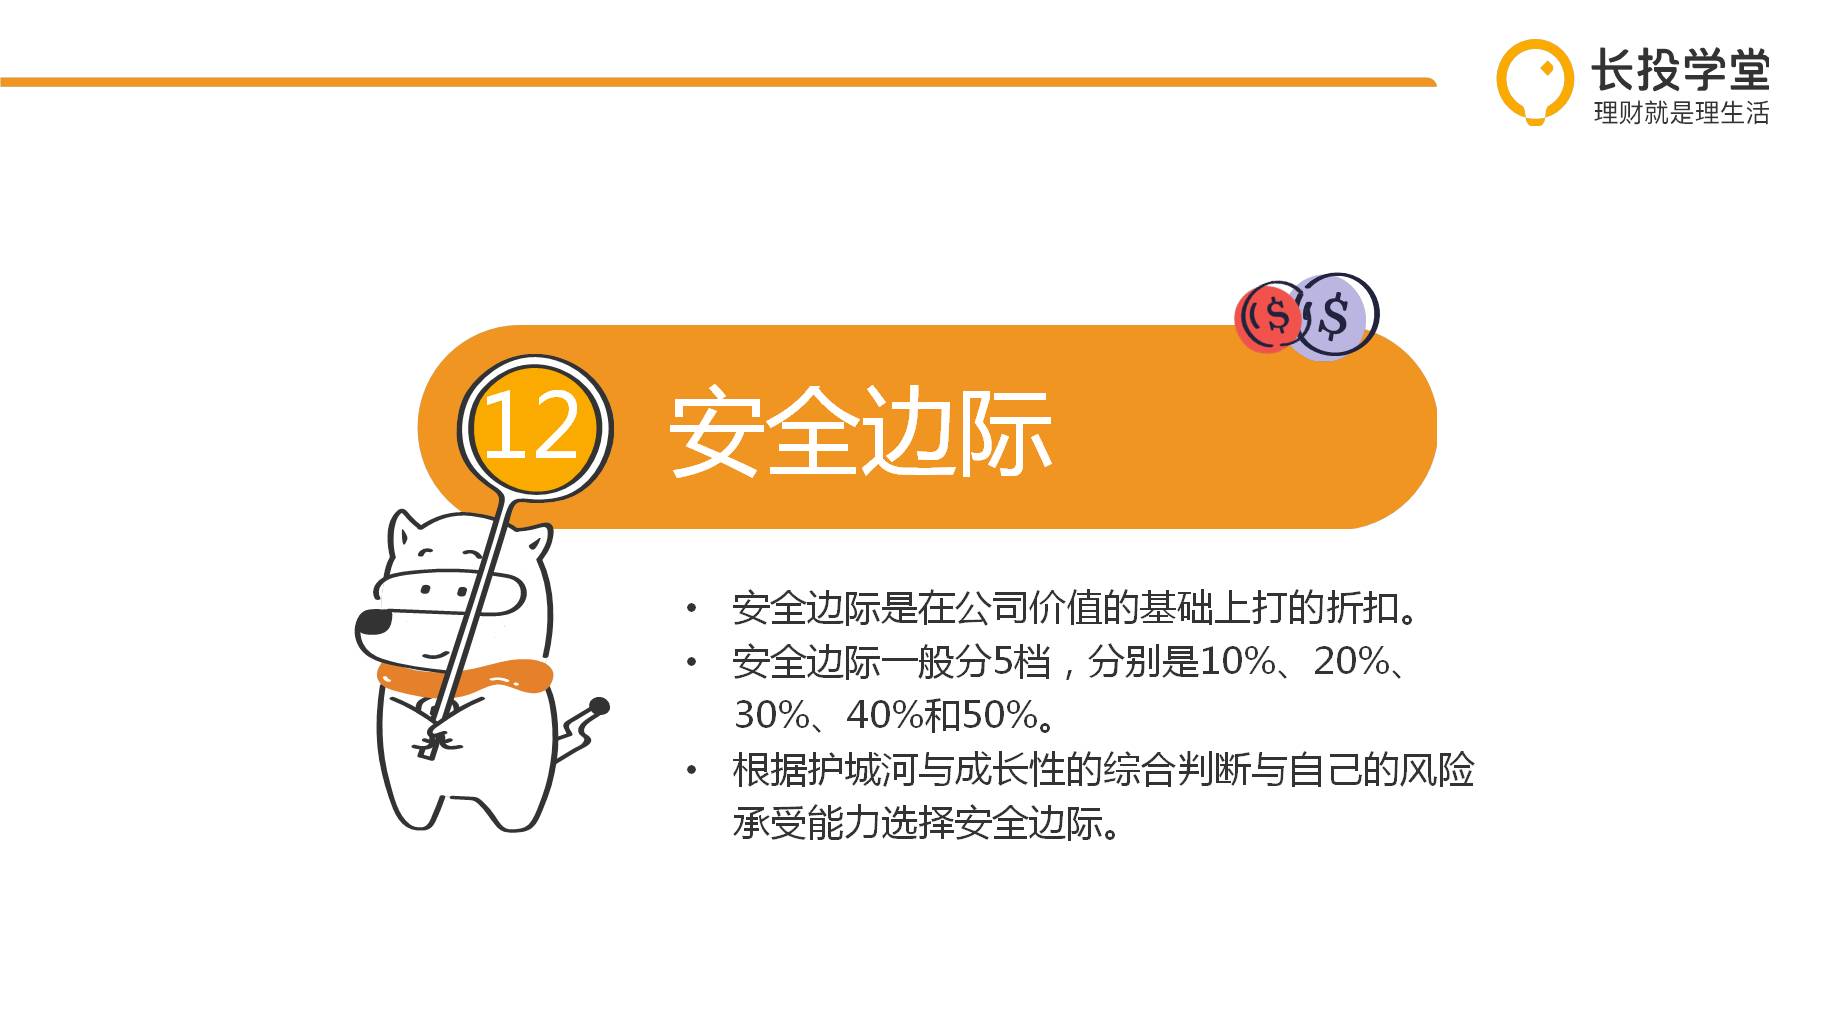 长投学堂
理财就是理生活
12 安全边际
• 安全边际是在公司价值的基础上打的折扣。
• 安全边际一般分5档，分别是10%、20%、
30%、40%和50%。
• 根据护城河与成长性的综合判断与自己的风险
承受能力选择安全边际。